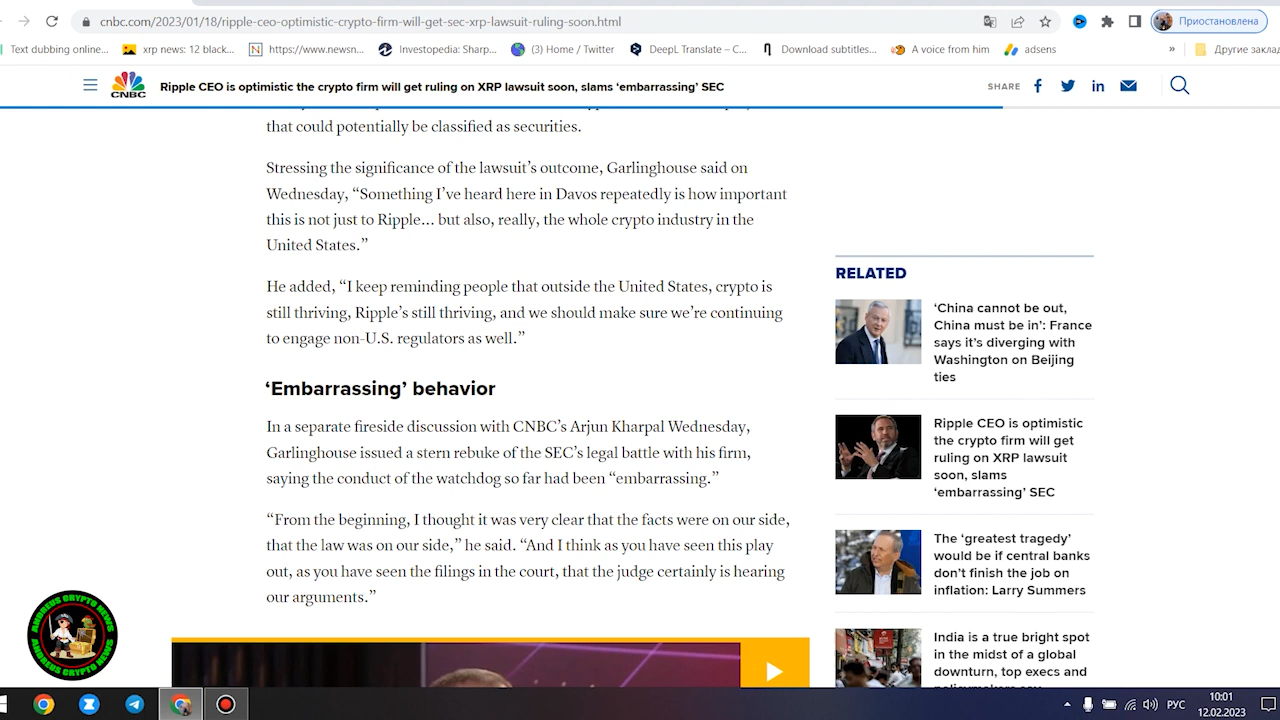 cnbc.com/2023/01/18/ripple-ceo-optimistic-crypto-firm-will-get-sec-xrp-lawsuit-ruling-soon.html
Приостановлена
Text dubbing online...
xrp news: 12 black...
https://www.newsn...
Investopedia: Sharp...
(3) Home / Twitter
DeepL Translate – C...
Download subtitles...
A voice from him
adsens
»
Другие закла
CNBC
Ripple CEO is optimistic the crypto firm will get ruling on XRP lawsuit soon, slams ‘embarrassing’ SEC
SHARE
that could potentially be classified as securities.
Stressing the significance of the lawsuit’s outcome, Garlinghouse said on
Wednesday, “Something I’ve heard here in Davos repeatedly is how important
this is not just to Ripple… but also, really, the whole crypto industry in the
United States.”
He added, “I keep reminding people that outside the United States, crypto is
still thriving, Ripple’s still thriving, and we should make sure we’re continuing
to engage non-U.S. regulators as well.”
‘Embarrassing’ behavior
In a separate fireside discussion with CNBC’s Arjun Kharpal Wednesday,
Garlinghouse issued a stern rebuke of the SEC’s legal battle with his firm,
saying the conduct of the watchdog so far had been “embarrassing.”
“From the beginning, I thought it was very clear that the facts were on our side,
that the law was on our side,” he said. “And I think as you have seen this play
out, as you have seen the filings in the court, that the judge certainly is hearing
our arguments.”
RELATED
‘China cannot be out,
China must be in’: France
says it’s diverging with
Washington on Beijing
ties
Ripple CEO is optimistic
the crypto firm will get
ruling on XRP lawsuit
soon, slams
‘embarrassing’ SEC
The ‘greatest tragedy’
would be if central banks
don’t finish the job on
inflation: Larry Summers
India is a true bright spot
in the midst of a global
downturn, top execs and
ANDREUS CRYPTO NEWS
ANDREUS CRYPTO NEWS
РУС
10:01
12.02.2023